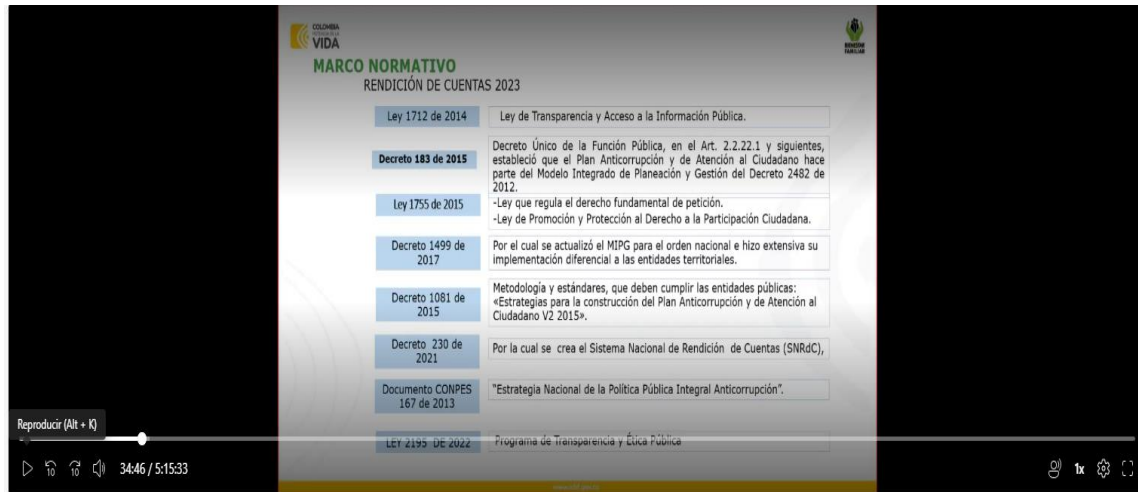 COLOMBIA
POTENCIA DE LA
VIDA
BIENESTAR
FAMILIAR
MARCO NORMATIVO
RENDICIÓN DE CUENTAS 2023
Ley 1712 de 2014
Ley de Transparencia y Acceso a la Información Pública.
Decreto 183 de 2015
Decreto Único de la Función Pública, en el Art. 2.2.22.1 y siguientes,
estableció que el Plan Anticorrupción y de Atención al Ciudadano hace
parte del Modelo Integrado de Planeación y Gestión del Decreto 2482 de
2012.
Ley 1755 de 2015
-Ley que regula el derecho fundamental de petición.
-Ley de Promoción y Protección al Derecho a la Participación Ciudadana.
Decreto 1499 de
2017
Por el cual se actualizó el MIPG para el orden nacional e hizo extensiva su
implementación diferencial a las entidades territoriales.
Decreto 1081 de
2015
Metodología y estándares, que deben cumplir las entidades públicas:
«Estrategias para la construcción del Plan Anticorrupción y de Atención al
Ciudadano V2 2015».
Decreto 230 de
2021
Por la cual se crea el Sistema Nacional de Rendición de Cuentas (SNRdC),
Documento CONPES
167 de 2013
"Estrategia Nacional de la Política Pública Integral Anticorrupción".
LEY 2195 DE 2022
Programa de Transparencia y Ética Pública
Reproducir (Alt + K)
10
10
34:46 / 5:15:33
1x